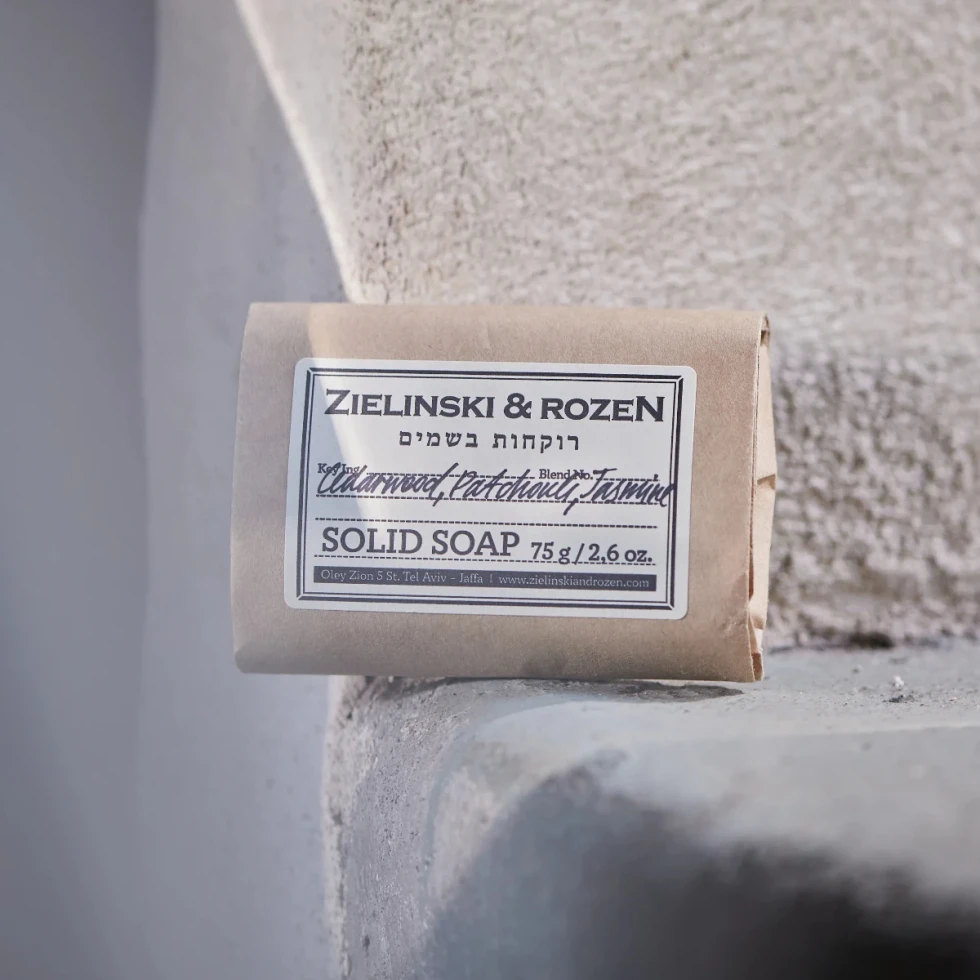 ZIELINSKI & ROZEN
רוקחות בשמים
Key Ing. Blend No.
Cedarwood, Patchouli, Jasmine
SOLID SOAP 75 g / 2,6 oz.
Oley Zion 5 St. Tel Aviv - Jaffa | www.zielinskiandrozen.com